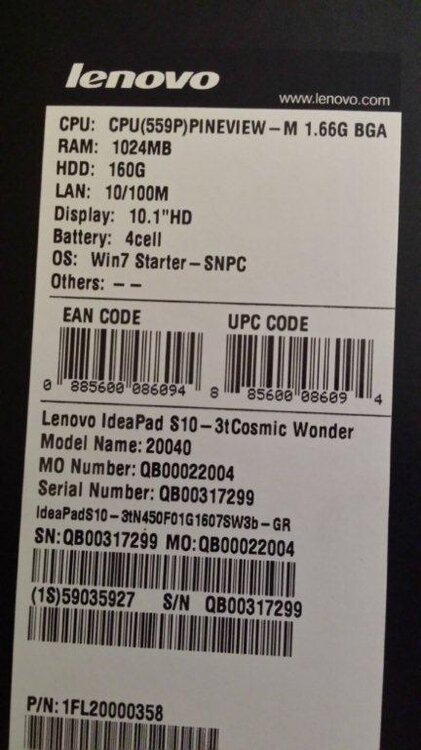 lenovo
www.lenovo.com
CPU: CPU(559P)PINEVIEW-M 1.66G BGA
RAM: 1024MB
HDD: 160G
LAN: 10/100M
Display: 10.1"HD
Battery: 4cell
OS: Win7 Starter-SNPC
Others: --
EAN CODE
UPC CODE
0 885600 086094
8 85600 08609 4
Lenovo IdeaPad S10-3tCosmic Wonder
Model Name: 20040
MO Number: QB00022004
Serial Number: QB00317299
IdeaPadS10-3tN450F01G1607SW3b-GR
SN:QB00317299 MO:QB00022004
(1S)59035927 S/N QB00317299
P/N:1FL20000358